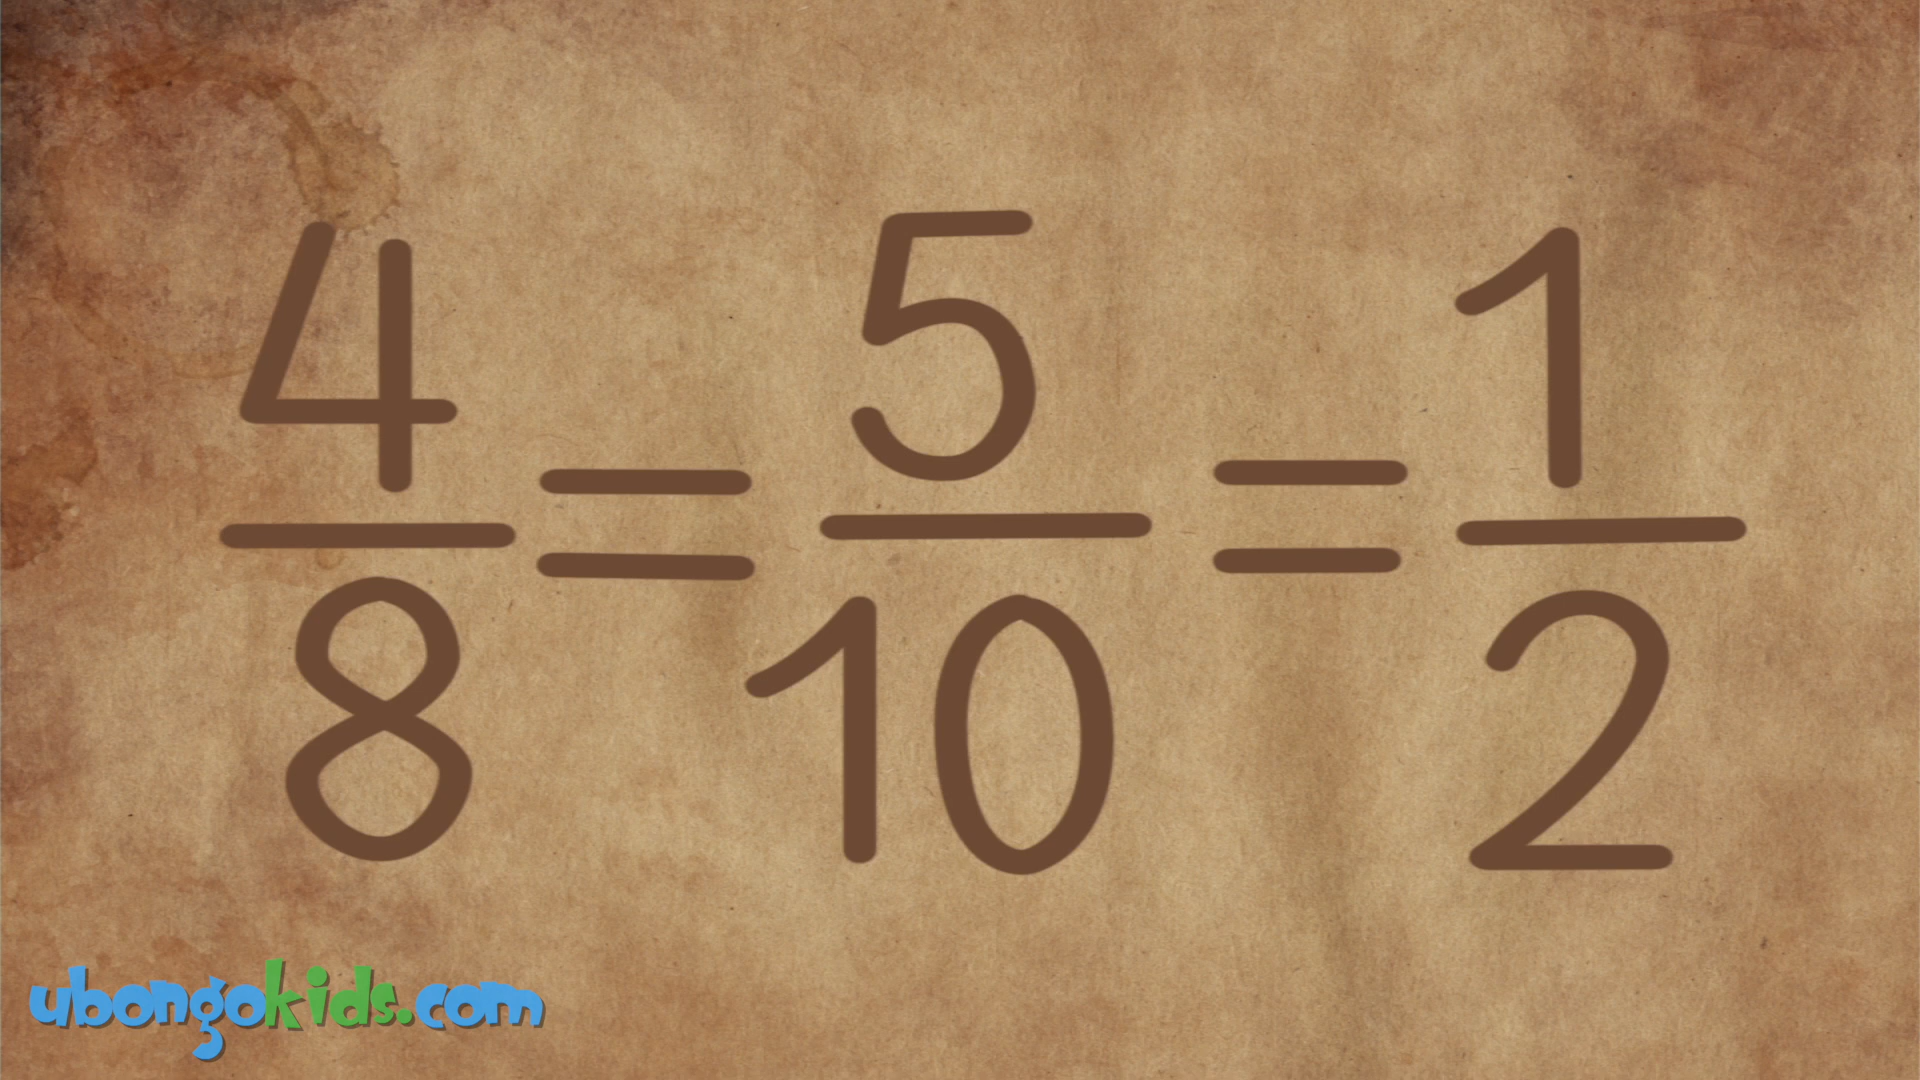 4/8 = 5/10 = 1/2
ubongokids.com